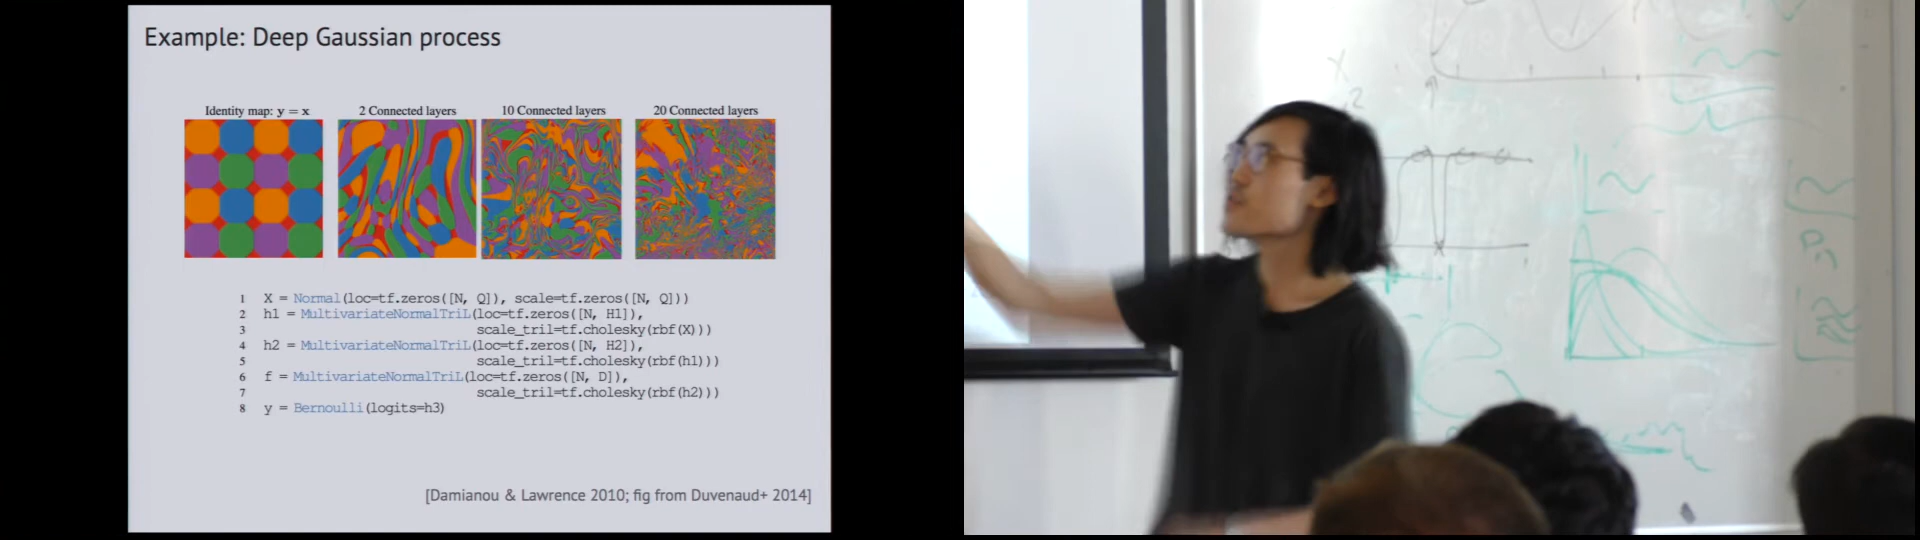 Example: Deep Gaussian process
Identity map: y = x
2 Connected layers
10 Connected layers
20 Connected layers
1 X = Normal(loc=tf.zeros([N, Q]), scale=tf.zeros([N, Q]))
2 h1 = MultivariateNormalTriL(loc=tf.zeros([N, H1]),
3 scale_tril=tf.cholesky(rbf(X)))
4 h2 = MultivariateNormalTriL(loc=tf.zeros([N, H2]),
5 scale_tril=tf.cholesky(rbf(h1)))
6 f = MultivariateNormalTriL(loc=tf.zeros([N, D]),
7 scale_tril=tf.cholesky(rbf(h2)))
8 y = Bernoulli(logits=h3)
[Damianou & Lawrence 2010; fig from Duvenaud+ 2014]